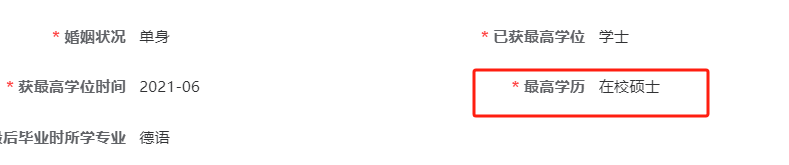 * 婚姻状况 单身 * 已获最高学位 学士
* 获最高学位时间 2021-06 * 最高学历 在校硕士
后毕业时所学专业 德语